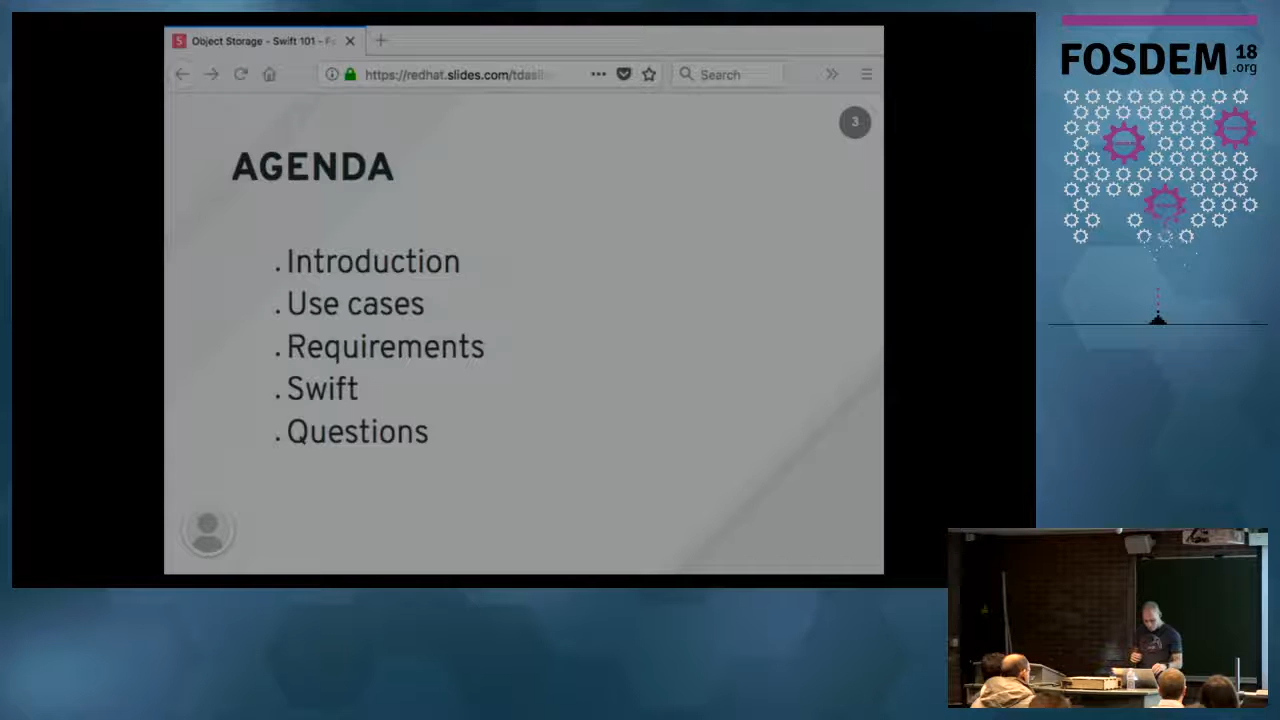 Object Storage - Swift 101 - Fo
https://redhat.slides.com/tdasil
Search
3
AGENDA
. Introduction
. Use cases
. Requirements
. Swift
. Questions
FOSDEM 18
.org